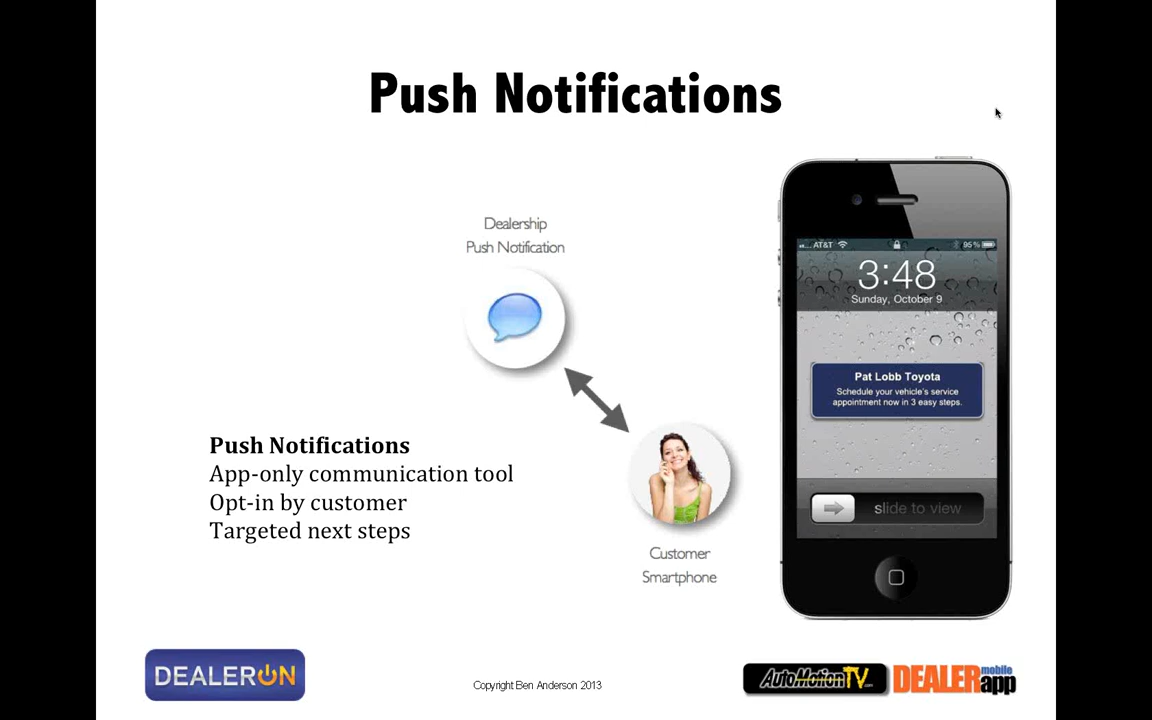 Push Notifications
Dealership
Push Notification
Push Notifications
App-only communication tool
Opt-in by customer
Targeted next steps
Customer
Smartphone
AT&T
95%
3:48
Sunday, October 9
Pat Lobb Toyota
Schedule your vehicle's service
appointment now in 3 easy steps.
slide to view
DEALERON
Copyright Ben Anderson 2013
AutoMotionTV.com
DEALER mobile
app